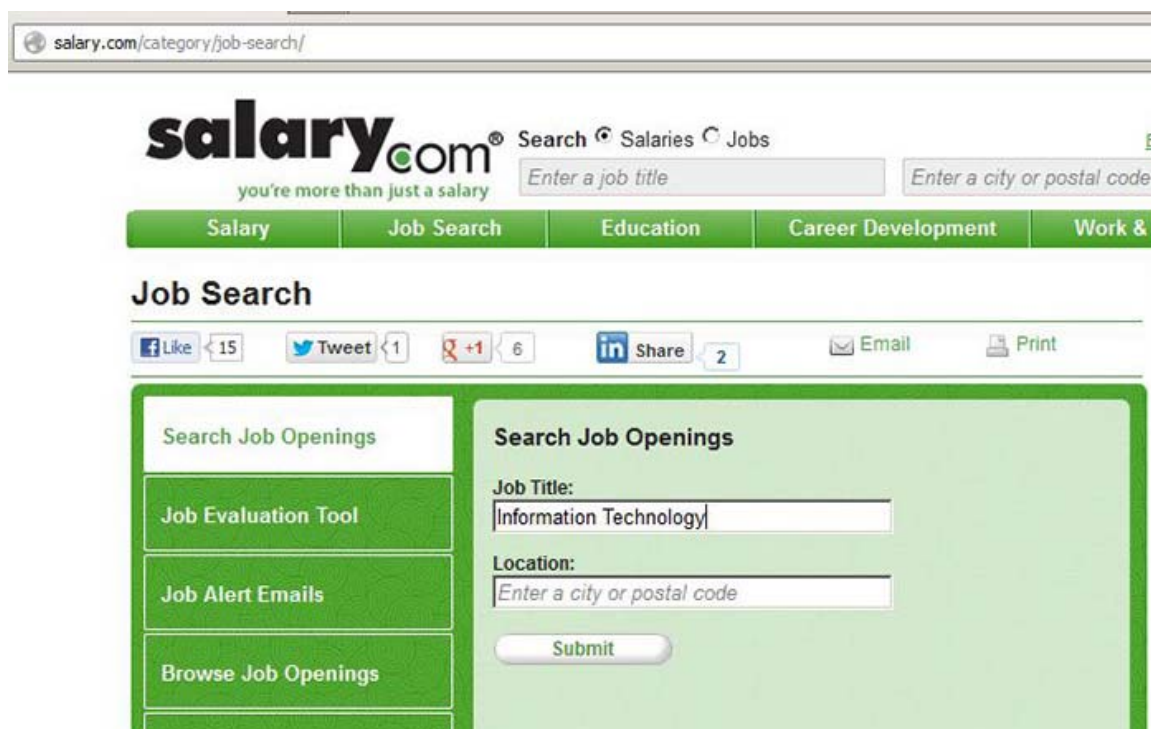 salary.com/category/job-search/
salary.com®
Search Salaries Jobs
you're more than just a salary
Enter a job title
Enter a city or postal code
Salary Job Search Education Career Development Work &
Job Search
Like 15 Tweet 1 +1 6 in Share 2 Email Print
Search Job Openings
Job Evaluation Tool
Job Alert Emails
Browse Job Openings
Search Job Openings
Job Title:
Information Technology
Location:
Enter a city or postal code
Submit